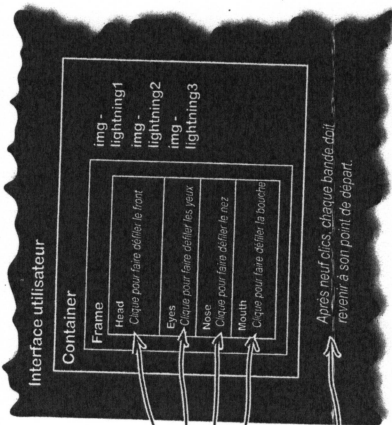 Interface utilisateur
Container
Frame
Head
Clique pour faire défiler le front
Eyes
Clique pour faire défiler les yeux
Nose
Clique pour faire défiler le nez
Mouth
Clique pour faire défiler la bouche
img -
lightning1
img -
lightning2
img -
lightning3
Après neuf clics, chaque bande doit
revenir à son point de départ.